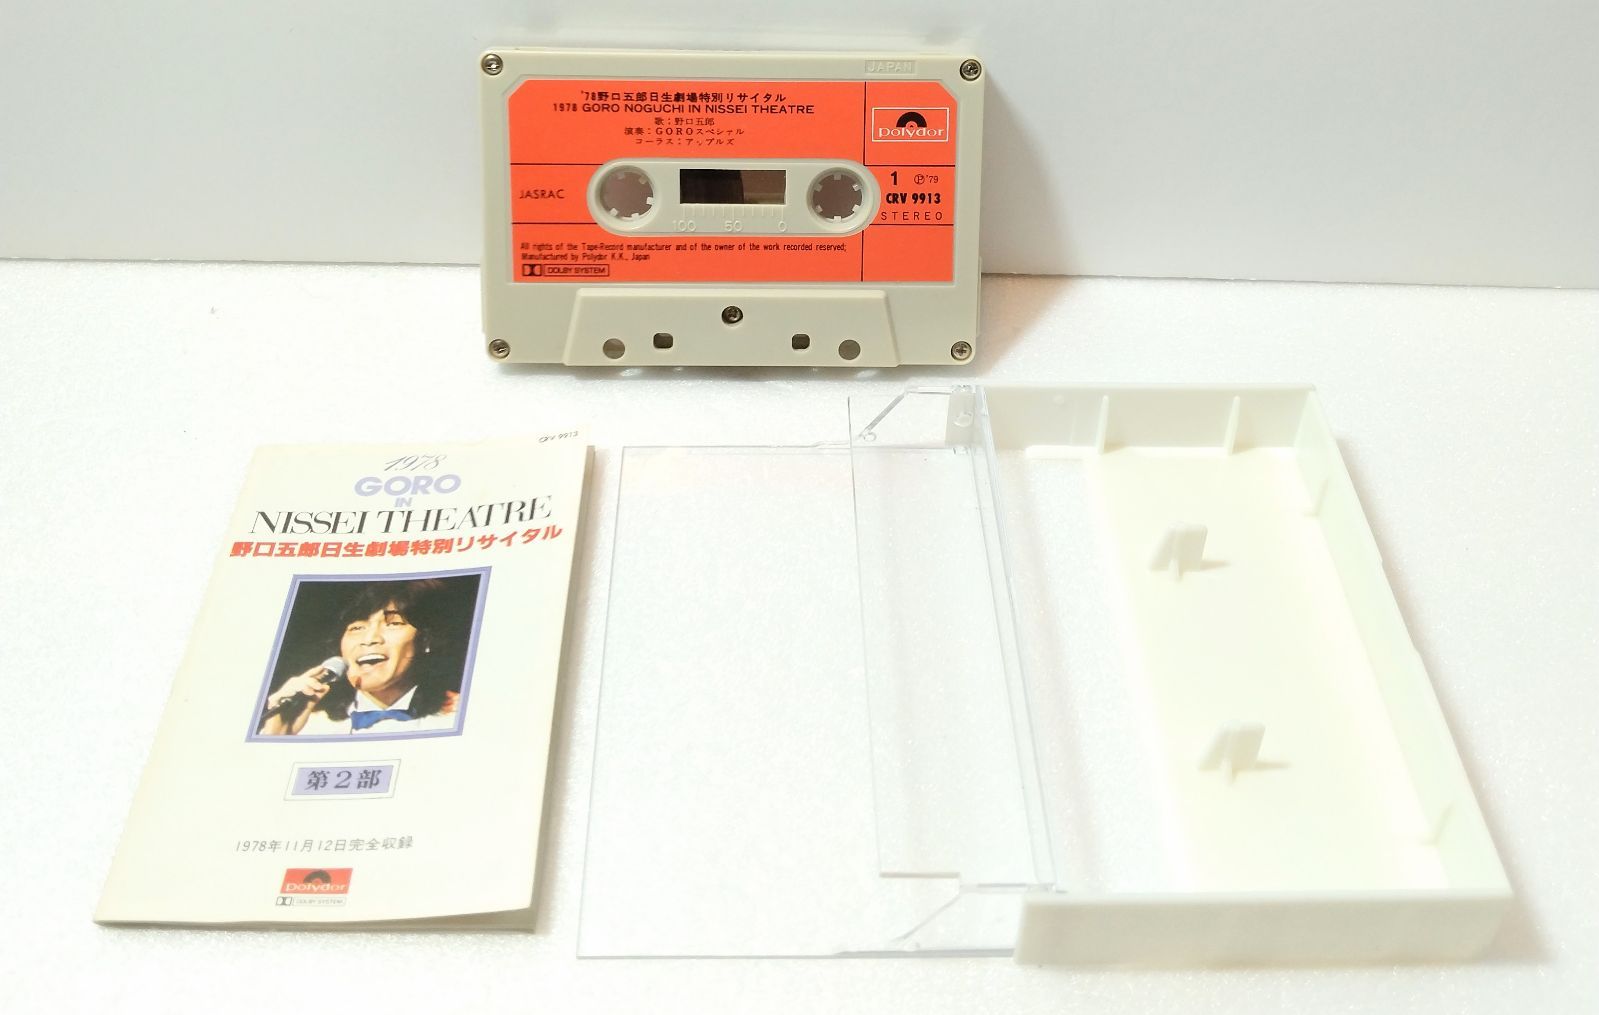 JAPAN
'78野口五郎日生劇場特別リサイタル
1978 GORO NOGUCHI IN NISSEI THEATRE
歌:野口五郎
演奏:GOROスペシャル
コーラス:アップルズ
polydor
JASRAC
1 Ⓟ'79
CRV 9913
STEREO
100 50 0
All rights of the Tape-Record manufacturer and of the owner of the work recorded reserved;
Manufactured by Polydor K.K., Japan
DOLBY SYSTEM
CRV 9913
1978
GORO
IN
NISSEI THEATRE
野口五郎日生劇場特別リサイタル
第2部
1978年11月12日完全収録
polydor
DOLBY SYSTEM